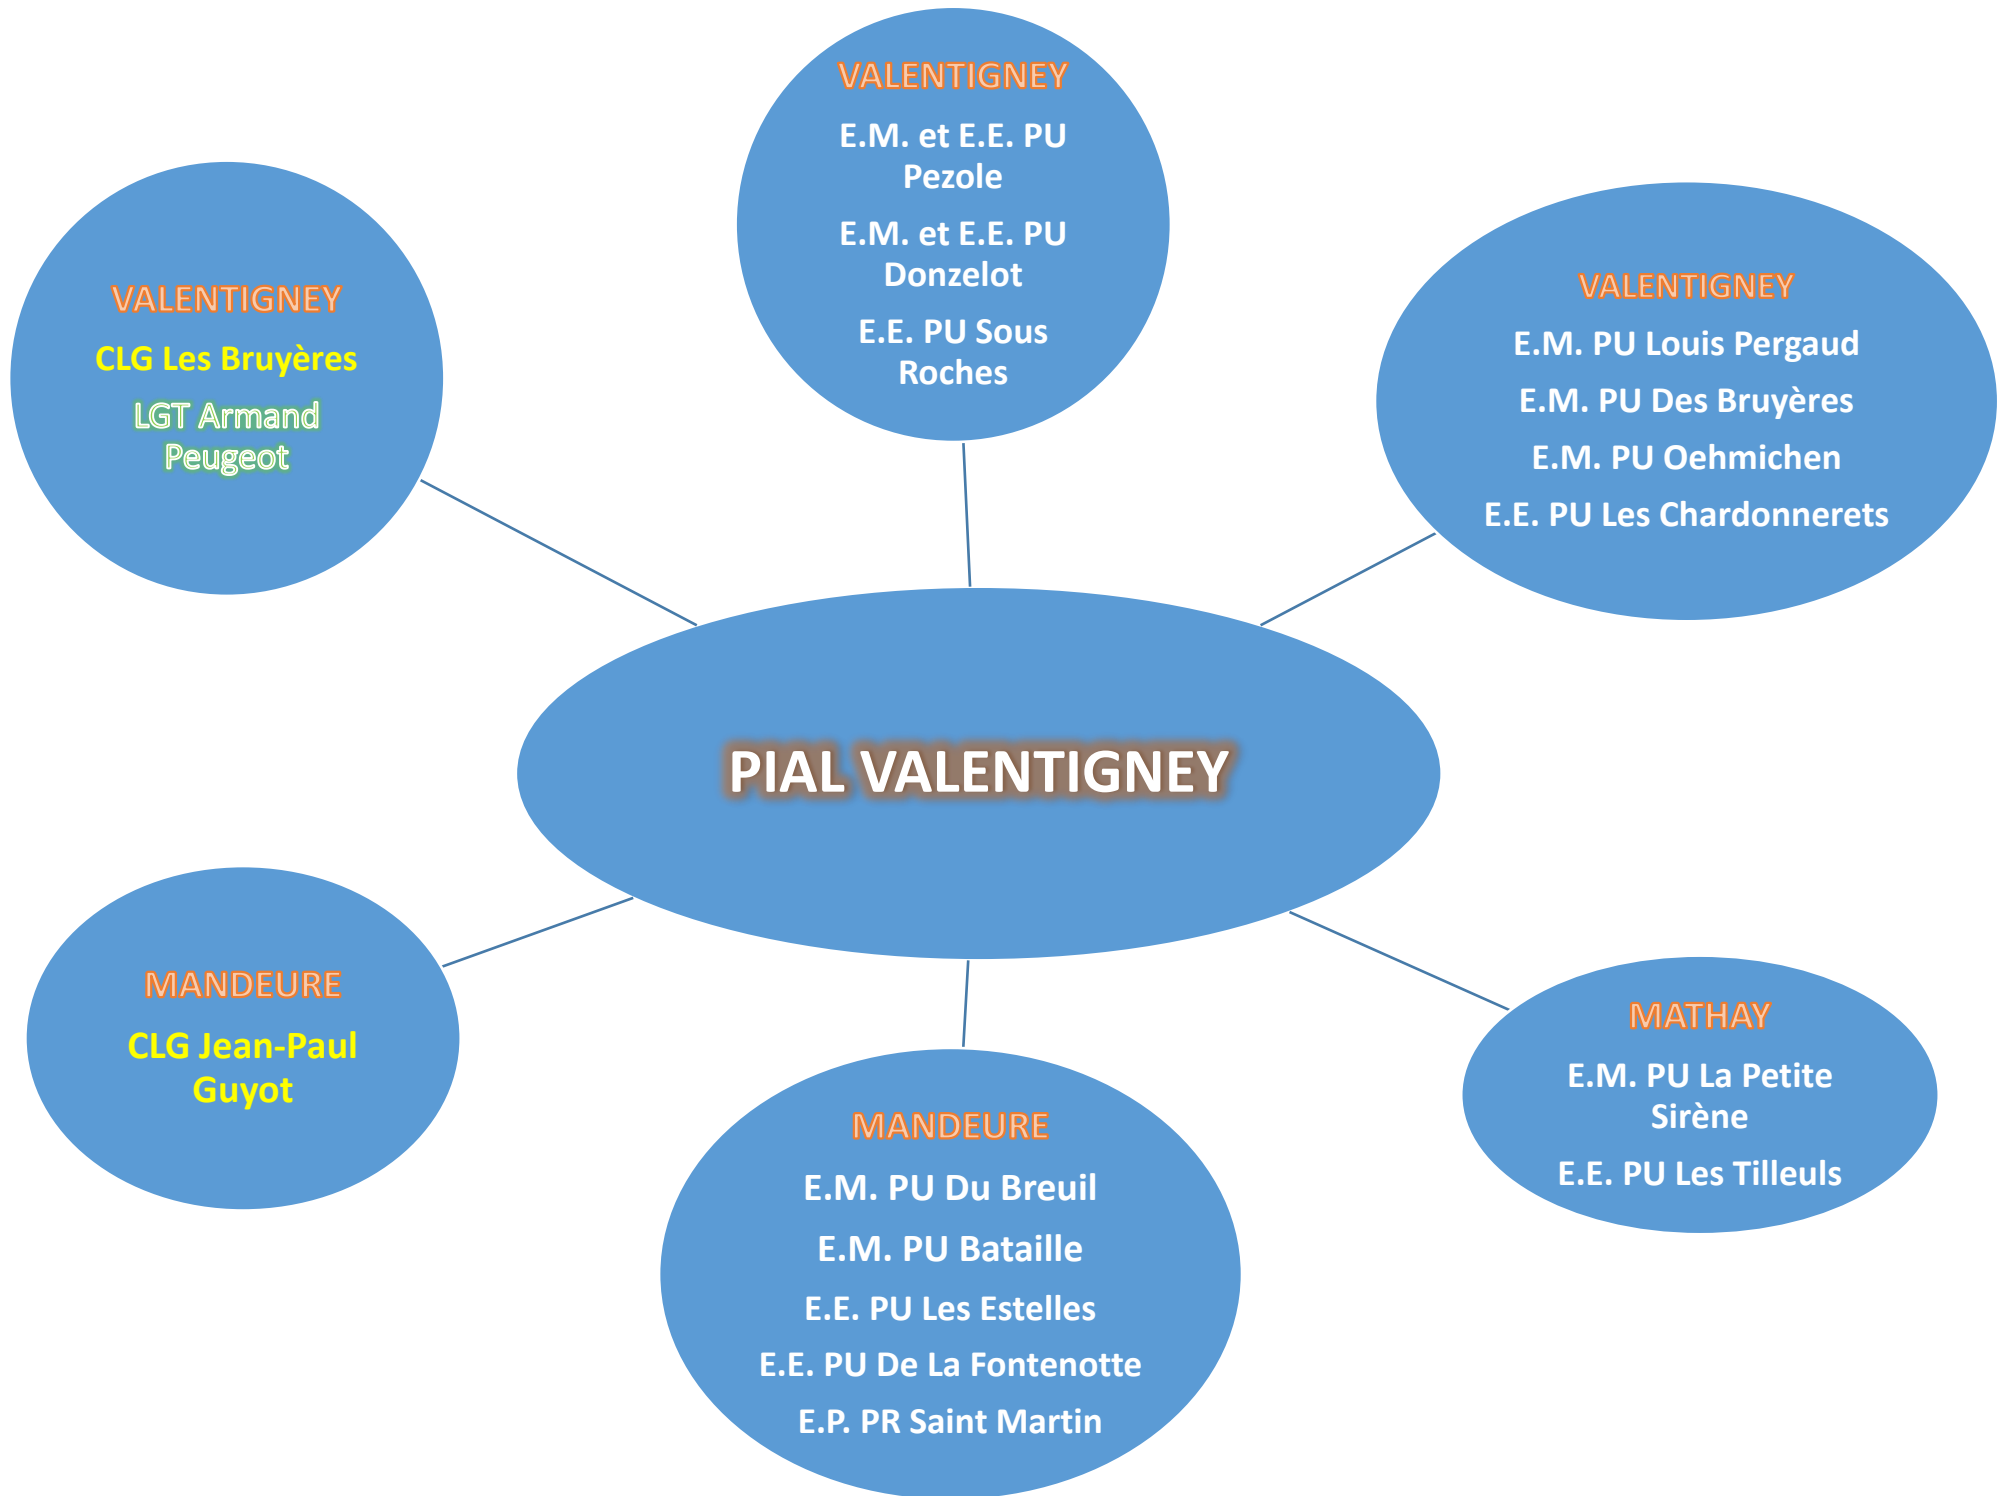 VALENTIGNEY
E.M. et E.E. PU
Pezole
E.M. et E.E. PU
Donzelot
E.E. PU Sous
Roches
VALENTIGNEY
CLG Les Bruyères
LGT Armand
Peugeot
VALENTIGNEY
E.M. PU Louis Pergaud
E.M. PU Des Bruyères
E.M. PU Oehmichen
E.E. PU Les Chardonnerets
PIAL VALENTIGNEY
MANDEURE
CLG Jean-Paul
Guyot
MANDEURE
E.M. PU Du Breuil
E.M. PU Bataille
E.E. PU Les Estelles
E.E. PU De La Fontenotte
E.P. PR Saint Martin
MATHAY
E.M. PU La Petite
Sirène
E.E. PU Les Tilleuls